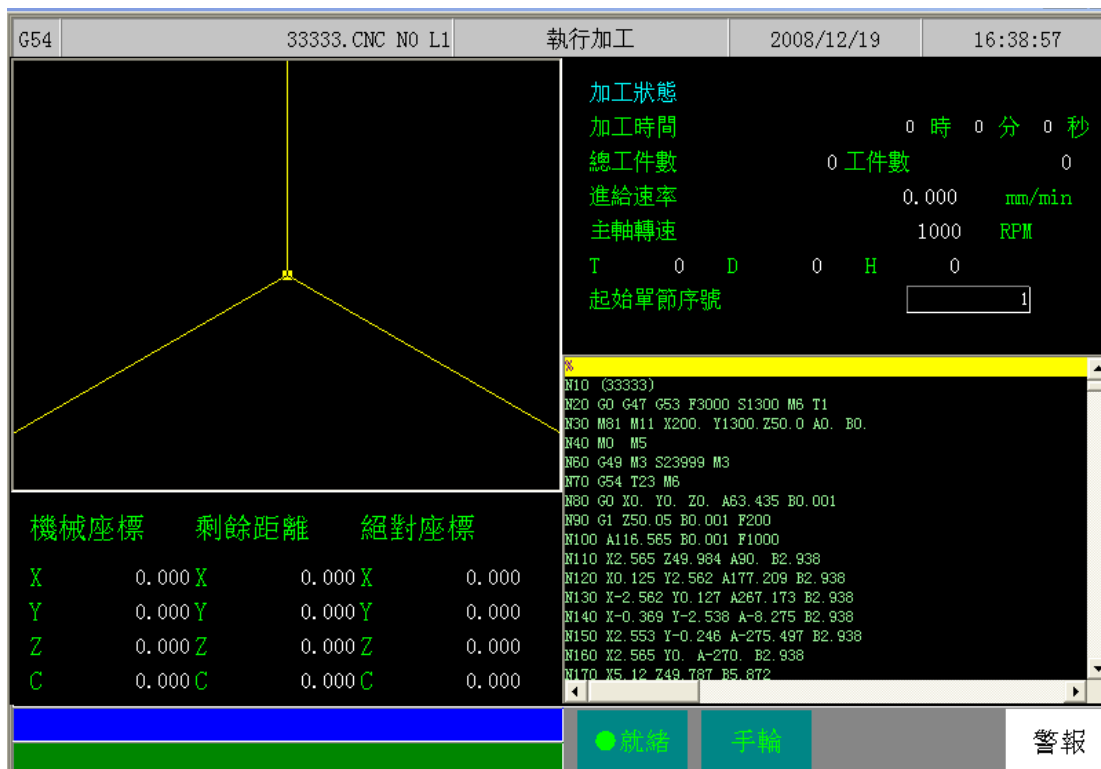 G54 33333.CNC N0 L1 執行加工 2008/12/19 16:38:57
加工狀態
加工時間 0 時 0 分 0 秒
總工件數 0 工件數 0
進給速率 0.000 mm/min
主軸轉速 1000 RPM
T 0 D 0 H 0
起始單節序號 1
%
N10 (33333)
N20 G0 G47 G53 F3000 S1300 M6 T1
N30 M81 M11 X200. Y1300.Z50.0 A0. B0.
N40 M0 M5
N60 G49 M3 S23999 M3
N70 G54 T23 M6
N80 G0 X0. Y0. Z0. A63.435 B0.001
N90 G1 Z50.05 B0.001 F200
N100 A116.565 B0.001 F1000
N110 X2.565 Z49.984 A90. B2.938
N120 X0.125 Y2.562 A177.209 B2.938
N130 X-2.562 Y0.127 A267.173 B2.938
N140 X-0.369 Y-2.538 A-8.275 B2.938
N150 X2.553 Y-0.246 A-275.497 B2.938
N160 X2.565 Y0. A-270. B2.938
N170 X5.12 Z49.787 B5.872
機械座標 剩餘距離 絕對座標
X 0.000 X 0.000 X 0.000
Y 0.000 Y 0.000 Y 0.000
Z 0.000 Z 0.000 Z 0.000
C 0.000 C 0.000 C 0.000
就緒 手輪 警報